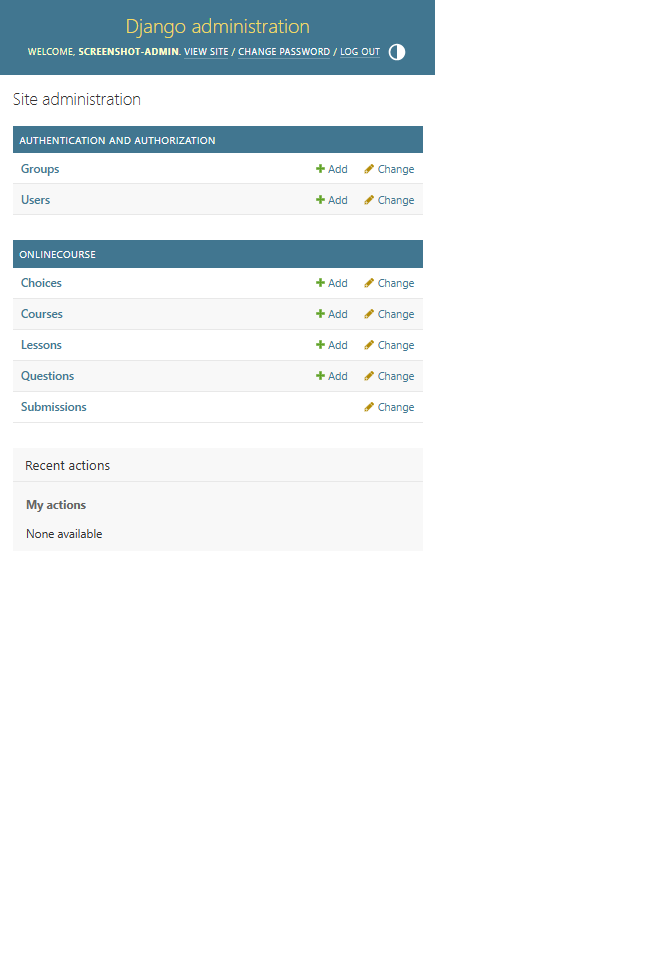 Django administration
WELCOME, SCREENSHOT-ADMIN. VIEW SITE / CHANGE PASSWORD / LOG OUT
Site administration
AUTHENTICATION AND AUTHORIZATION
Groups Add Change
Users Add Change
ONLINECOURSE
Choices Add Change
Courses Add Change
Lessons Add Change
Questions Add Change
Submissions Change
Recent actions
My actions
None available